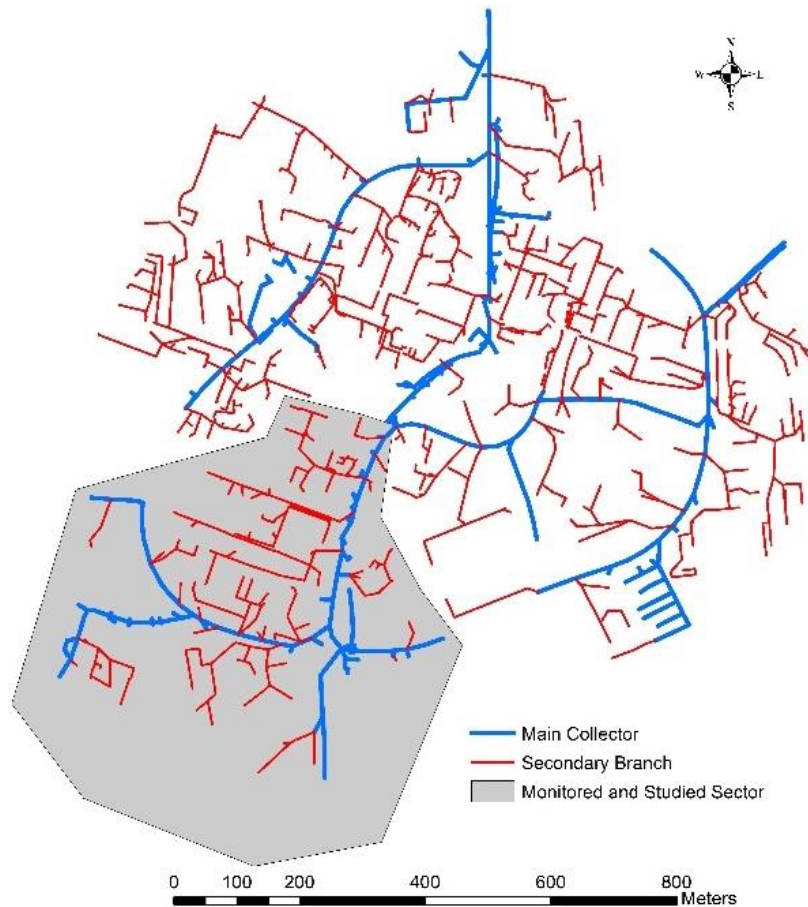 N
W E
S
Main Collector
Secondary Branch
Monitored and Studied Sector
0 100 200 400 600 800
Meters